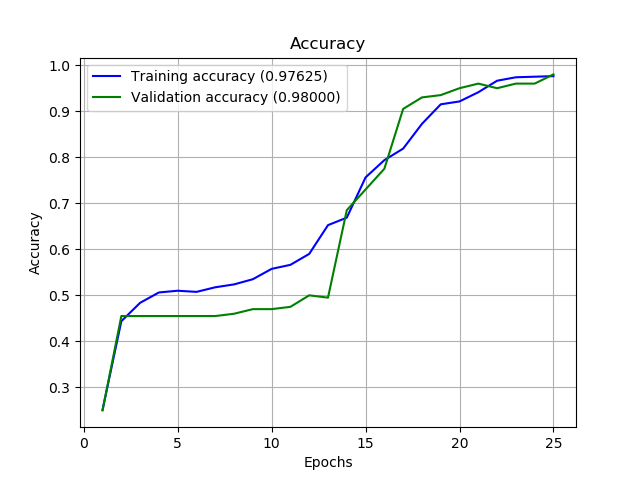 Accuracy
Training accuracy (0.97625)
Validation accuracy (0.98000)
1.0
0.9
0.8
0.7
0.6
0.5
0.4
0.3
Accuracy
0 5 10 15 20 25
Epochs